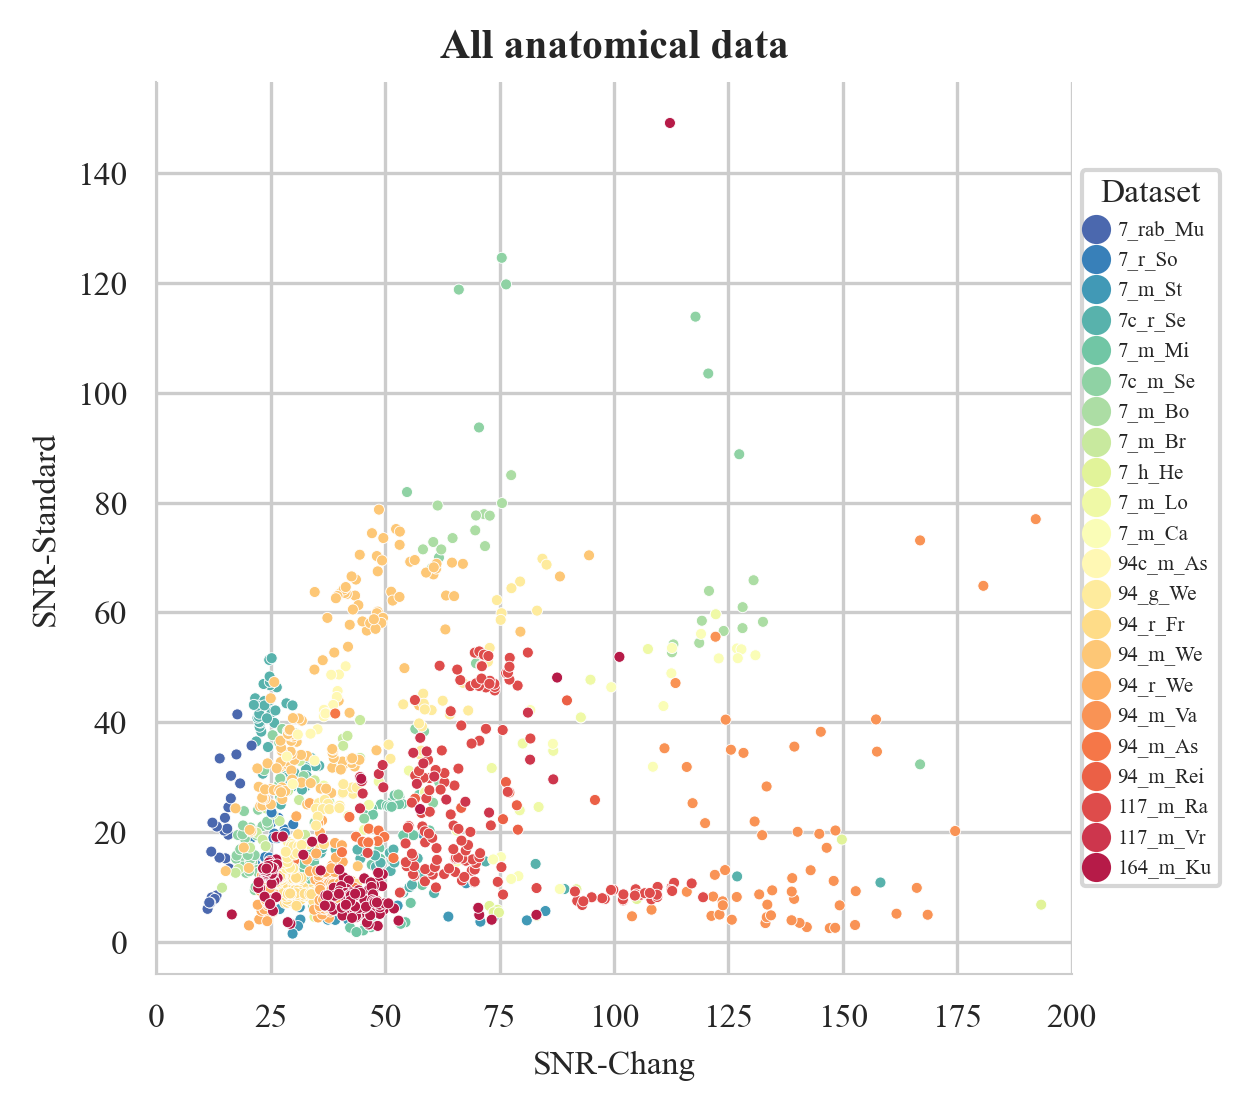 All anatomical data
SNR-Standard
140
120
100
80
60
40
20
0
0 25 50 75 100 125 150 175 200
SNR-Chang
Dataset
7_rab_Mu
7_r_So
7_m_St
7c_r_Se
7_m_Mi
7c_m_Se
7_m_Bo
7_m_Br
7_h_He
7_m_Lo
7_m_Ca
94c_m_As
94_g_We
94_r_Fr
94_m_We
94_r_We
94_m_Va
94_m_As
94_m_Rei
117_m_Ra
117_m_Vr
164_m_Ku